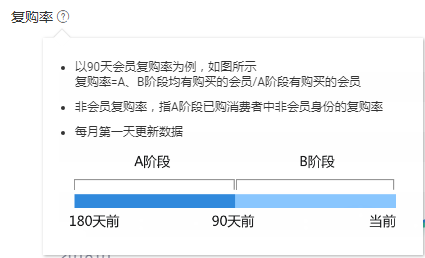 复购率
以90天会员复购率为例，如图所示
复购率=A、B阶段均有购买的会员/A阶段有购买的会员
非会员复购率，指A阶段已购消费者中非会员身份的复购率
每月第一天更新数据
A阶段 B阶段
180天前 90天前 当前